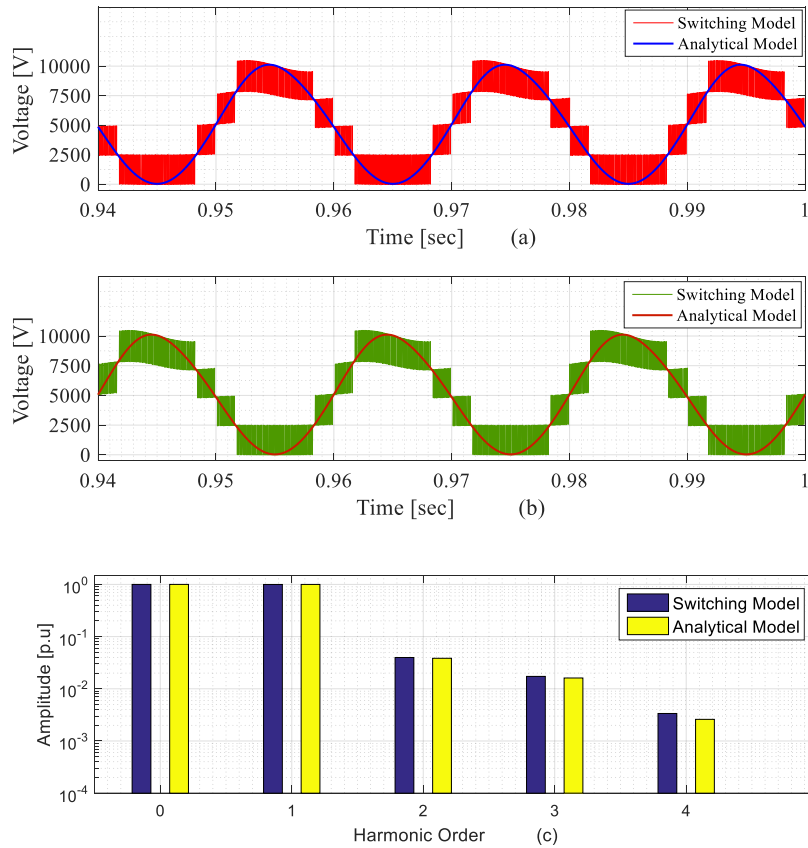 Switching Model
Analytical Model
Voltage [V]
10000
7500
5000
2500
0
0.94 0.95 0.96 0.97 0.98 0.99 1
Time [sec] (a)
Switching Model
Analytical Model
Voltage [V]
10000
7500
5000
2500
0
0.94 0.95 0.96 0.97 0.98 0.99 1
Time [sec] (b)
Switching Model
Analytical Model
Amplitude [p.u]
10^0
10^-1
10^-2
10^-3
10^-4
0 1 2 3 4
Harmonic Order (c)